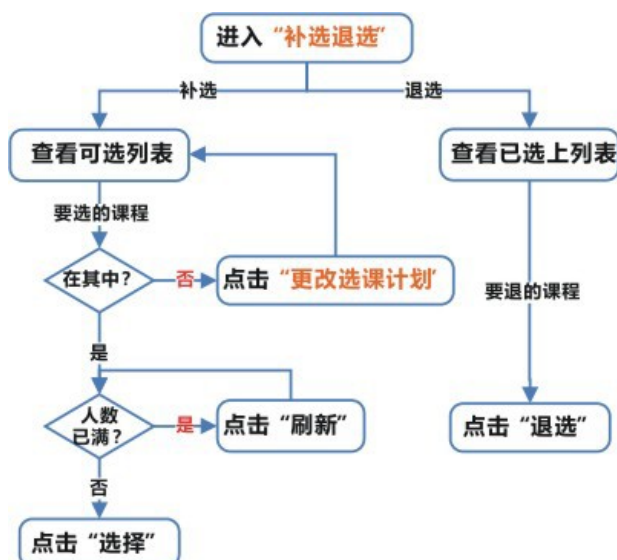 进入“补选退选”
补选
退选
查看可选列表
查看已选上列表
要选的课程
在其中？
否
点击“更改选课计划”
要退的课程
是
人数
已满？
是
点击“刷新”
点击“退选”
否
点击“选择”